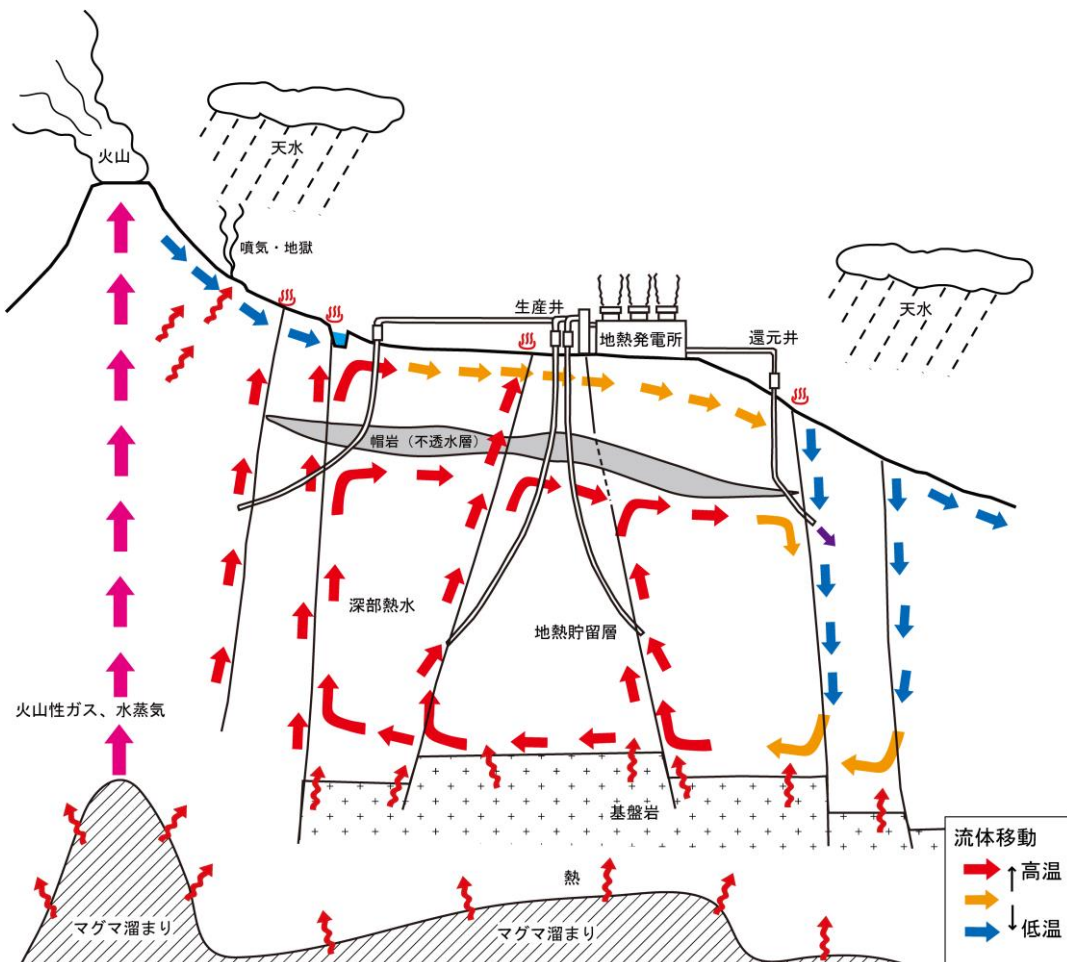 火山
天水
噴気・地獄
生産井
地熱発電所
還元井
天水
帽岩（不透水層）
深部熱水
地熱貯留層
火山性ガス、水蒸気
基盤岩
熱
マグマ溜まり
マグマ溜まり
流体移動
高温
低温